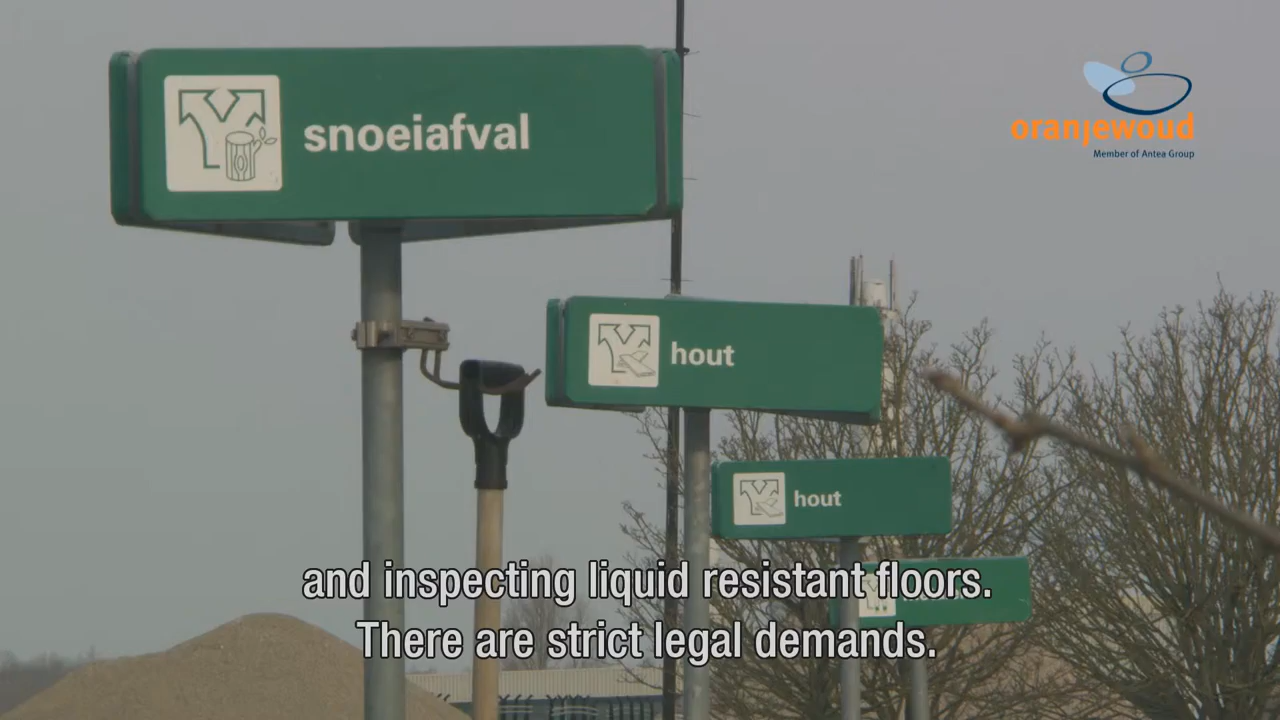 snoeiafval
oranjewoud
Member of Antea Group
hout
hout
and inspecting liquid resistant floors.
There are strict legal demands.